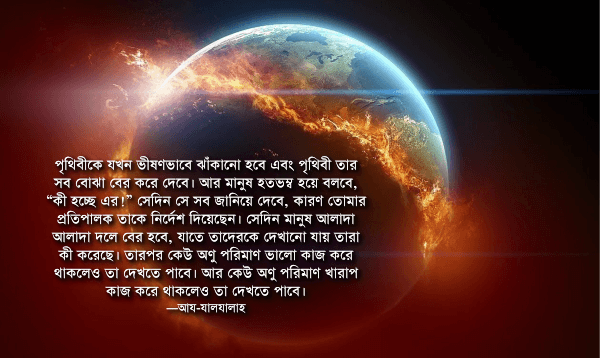 পৃথিবীকে যখন ভীষণভাবে ঝাঁকানো হবে এবং পৃথিবী তার
সব বোঝা বের করে দেবে। আর মানুষ হতভম্ব হয়ে বলবে,
“কী হচ্ছে এর!” সেদিন সে সব জানিয়ে দেবে, কারণ তোমার
প্রতিপালক তাকে নির্দেশ দিয়েছেন। সেদিন মানুষ আলাদা
আলাদা দলে বের হবে, যাতে তাদেরকে দেখানো যায় তারা
কী করেছে। তারপর কেউ অণু পরিমাণ ভালো কাজ করে
থাকলেও তা দেখতে পাবে। আর কেউ অণু পরিমাণ খারাপ
কাজ করে থাকলেও তা দেখতে পাবে।
—আয-যালযালাহ